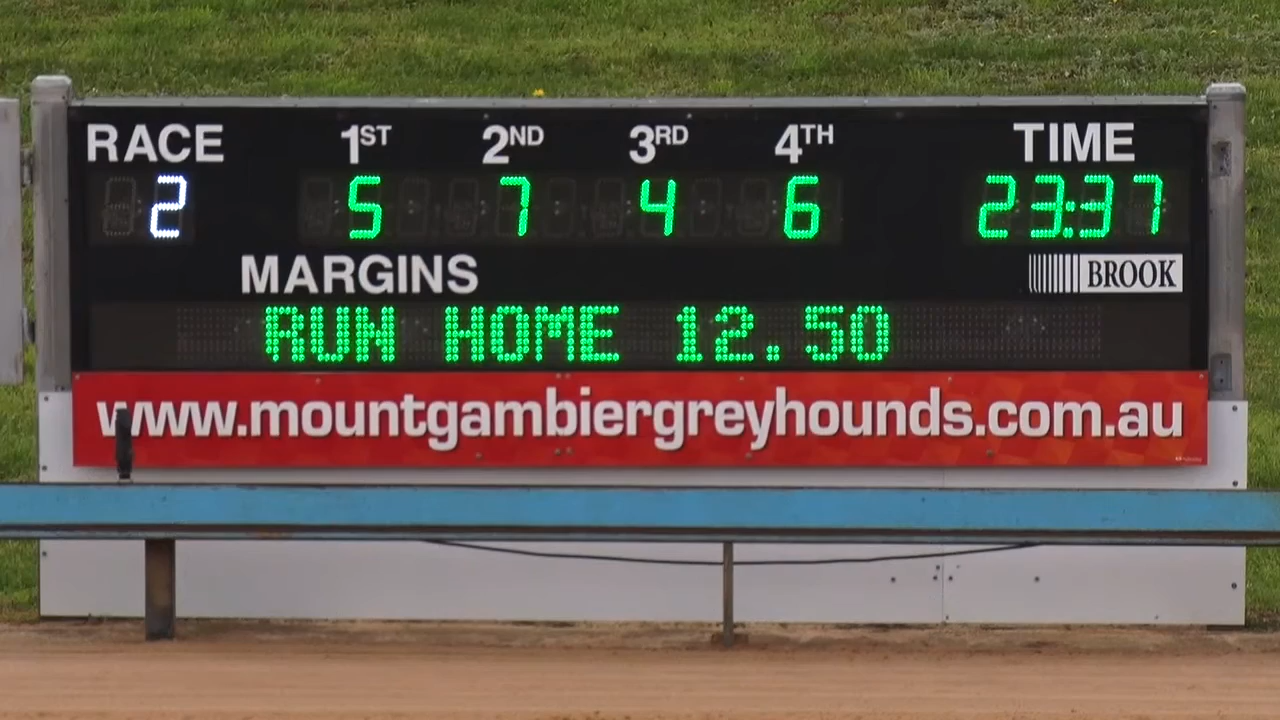 RACE 1ST 2ND 3RD 4TH TIME
2 5 7 4 6 23:37
MARGINS BROOK
RUN HOME 12.50
www.mountgambiergreyhounds.com.au